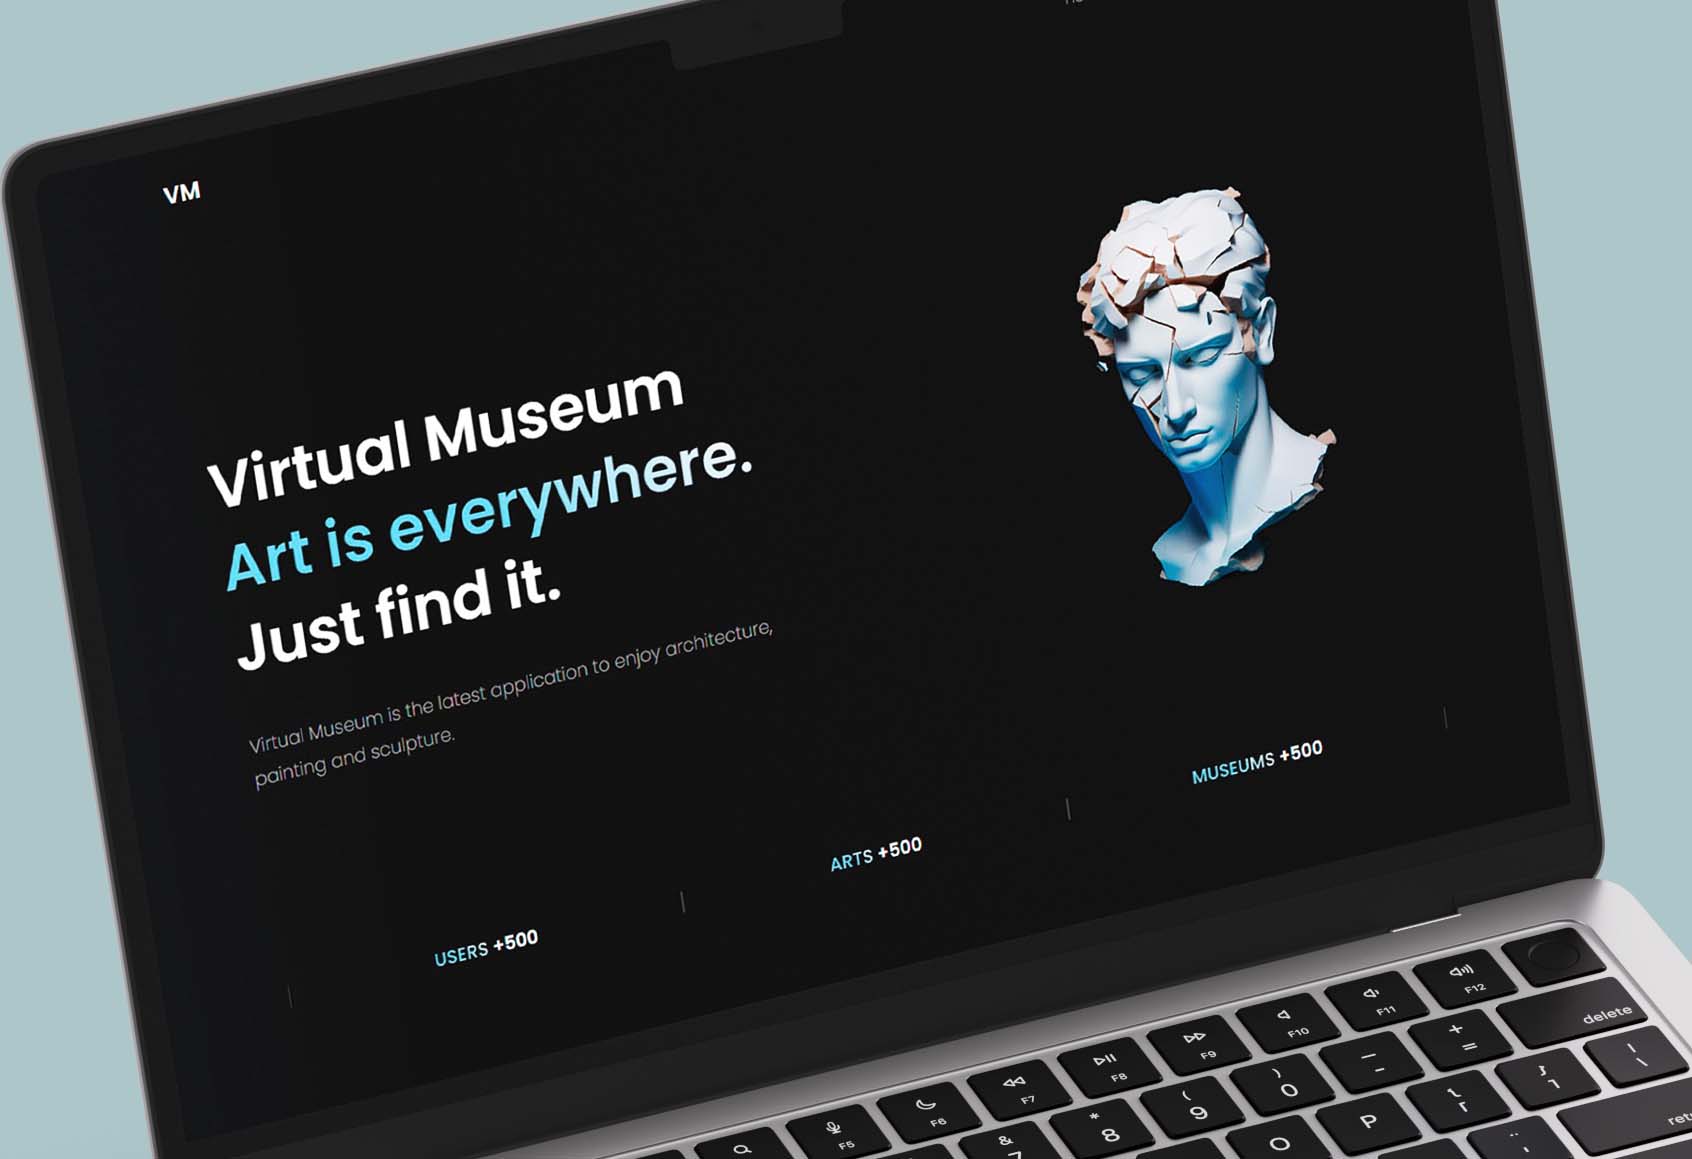 VM
Virtual Museum
Art is everywhere.
Just find it.
Virtual Museum is the latest application to enjoy architecture,
painting and sculpture.
USERS +500
ARTS +500
MUSEUMS +500
F5
F6
F7
F8
F9
F10
F11
F12
delete
&
7
*
8
(
9
)
0
–
-
+
=
O
P